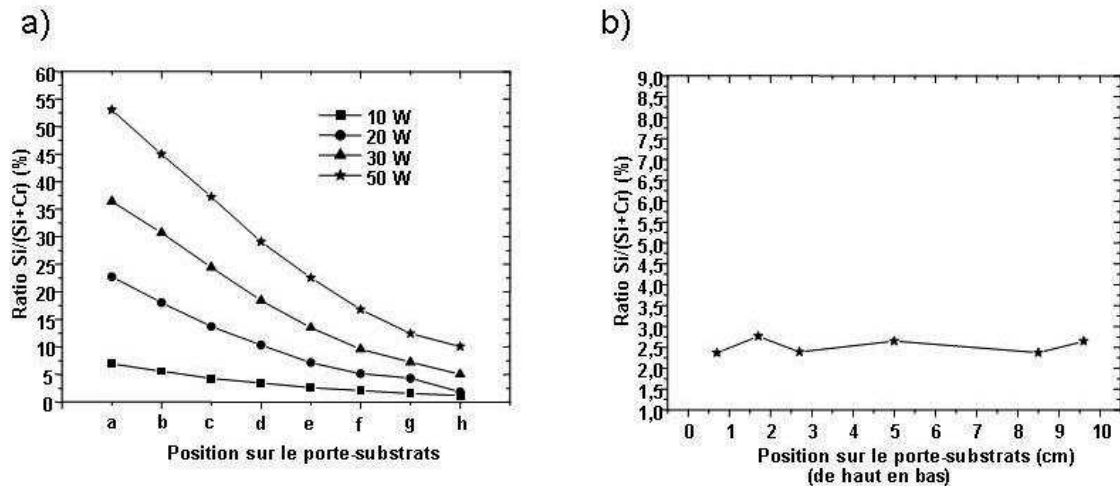 a)
Ratio Si/(Si+Cr) (%)
60
55
50
45
40
35
30
25
20
15
10
5
0
10 W
20 W
30 W
50 W
a b c d e f g h
Position sur le porte-substrats
b)
Ratio Si/(Si+Cr) (%)
9,0
8,5
8,0
7,5
7,0
6,5
6,0
5,5
5,0
4,5
4,0
3,5
3,0
2,5
2,0
1,5
1,0
0 1 2 3 4 5 6 7 8 9 10
Position sur le porte-substrats (cm)
(de haut en bas)